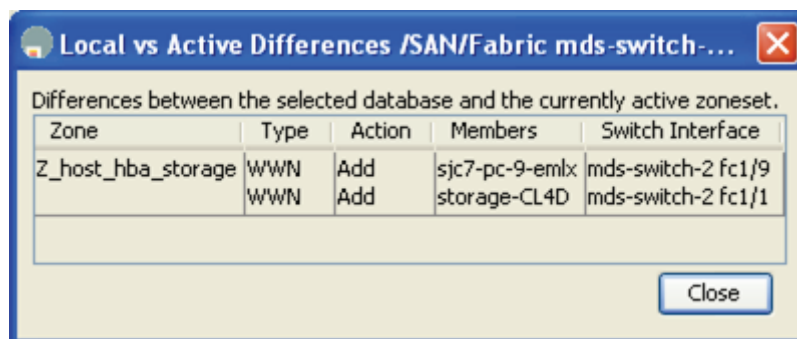 Local vs Active Differences /SAN/Fabric mds-switch-...
Differences between the selected database and the currently active zoneset.
Zone Type Action Members Switch Interface
Z_host_hba_storage WWN Add sjc7-pc-9-emlx mds-switch-2 fc1/9
WWN Add storage-CL4D mds-switch-2 fc1/1
Close